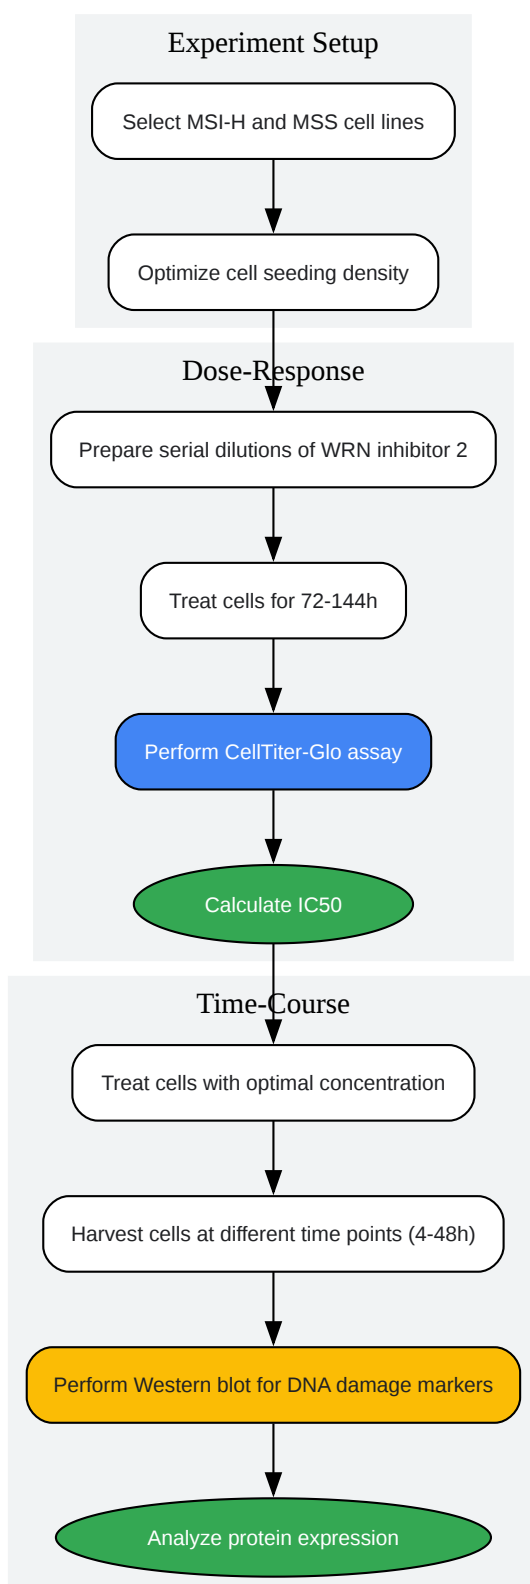 Experiment Setup
Select MSI-H and MSS cell lines
Optimize cell seeding density
Dose-Response
Prepare serial dilutions of WRN inhibitor 2
Treat cells for 72-144h
Perform CellTiter-Glo assay
Calculate IC50
Time-Course
Treat cells with optimal concentration
Harvest cells at different time points (4-48h)
Perform Western blot for DNA damage markers
Analyze protein expression